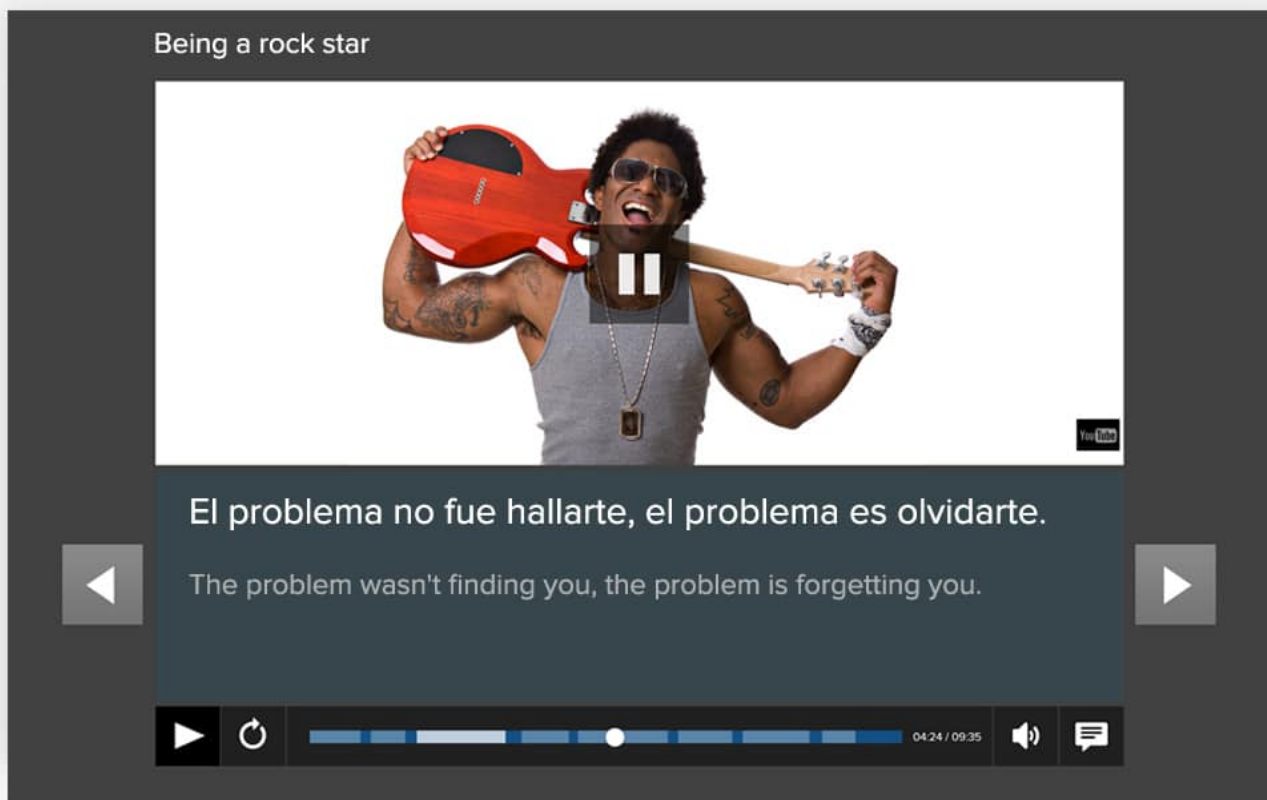 Being a rock star
YouTube
El problema no fue hallarte, el problema es olvidarte.
The problem wasn't finding you, the problem is forgetting you.
04:24 / 09:35